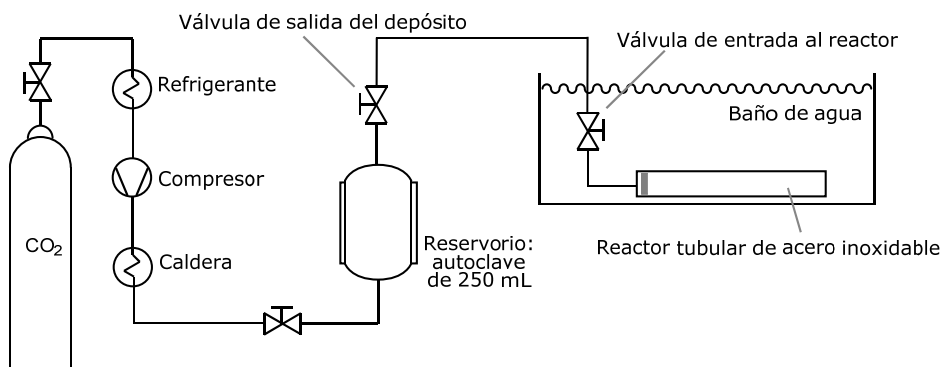 Válvula de salida del depósito
Válvula de entrada al reactor
Refrigerante
Baño de agua
Compresor
CO₂
Caldera
Reservorio:
autoclave
de 250 mL
Reactor tubular de acero inoxidable